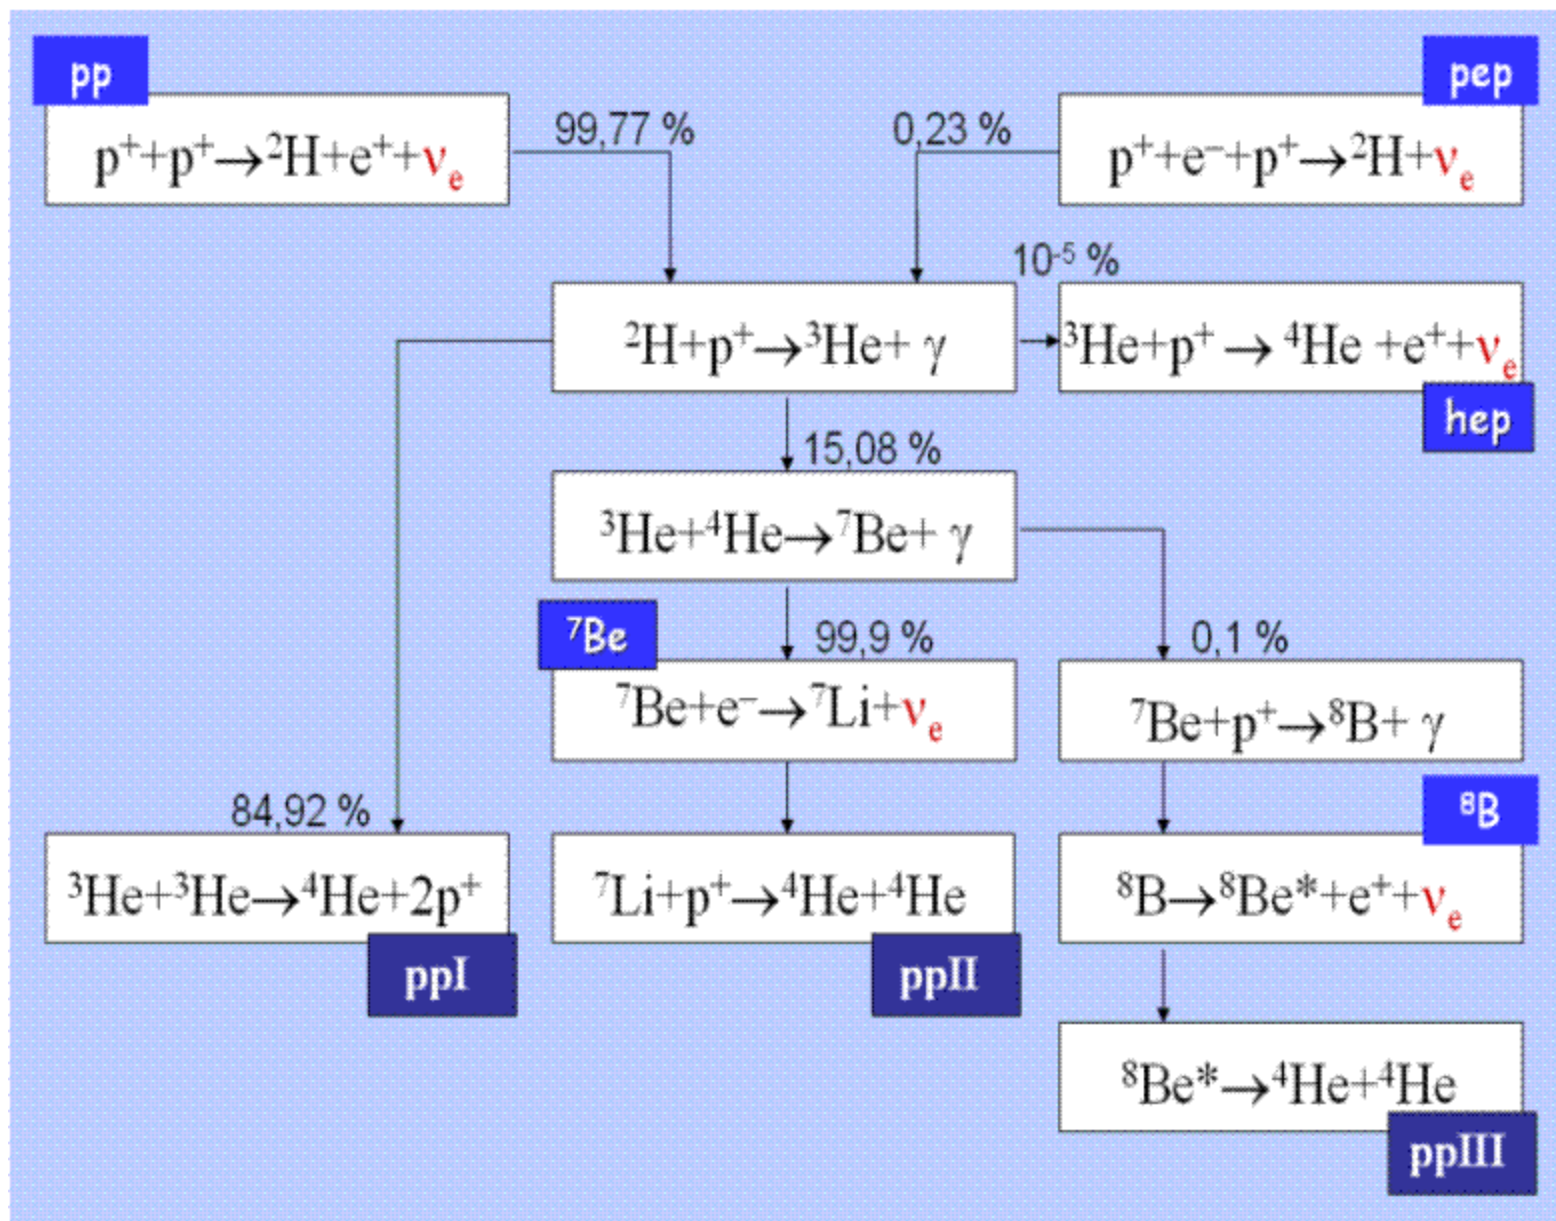 pp
pep
p⁺+p⁺→²H+e⁺+νₑ
99,77 %
0,23 %
p⁺+e⁻+p⁺→²H+νₑ
10⁻⁵ %
²H+p⁺→³He+ γ
³He+p⁺ → ⁴He +e⁺+νₑ
hep
15,08 %
³He+⁴He→⁷Be+ γ
⁷Be
99,9 %
0,1 %
⁷Be+e⁻→⁷Li+νₑ
⁷Be+p⁺→⁸B+ γ
84,92 %
⁸B
³He+³He→⁴He+2p⁺
⁷Li+p⁺→⁴He+⁴He
⁸B→⁸Be*+e⁺+νₑ
ppI
ppII
⁸Be*→⁴He+⁴He
ppIII